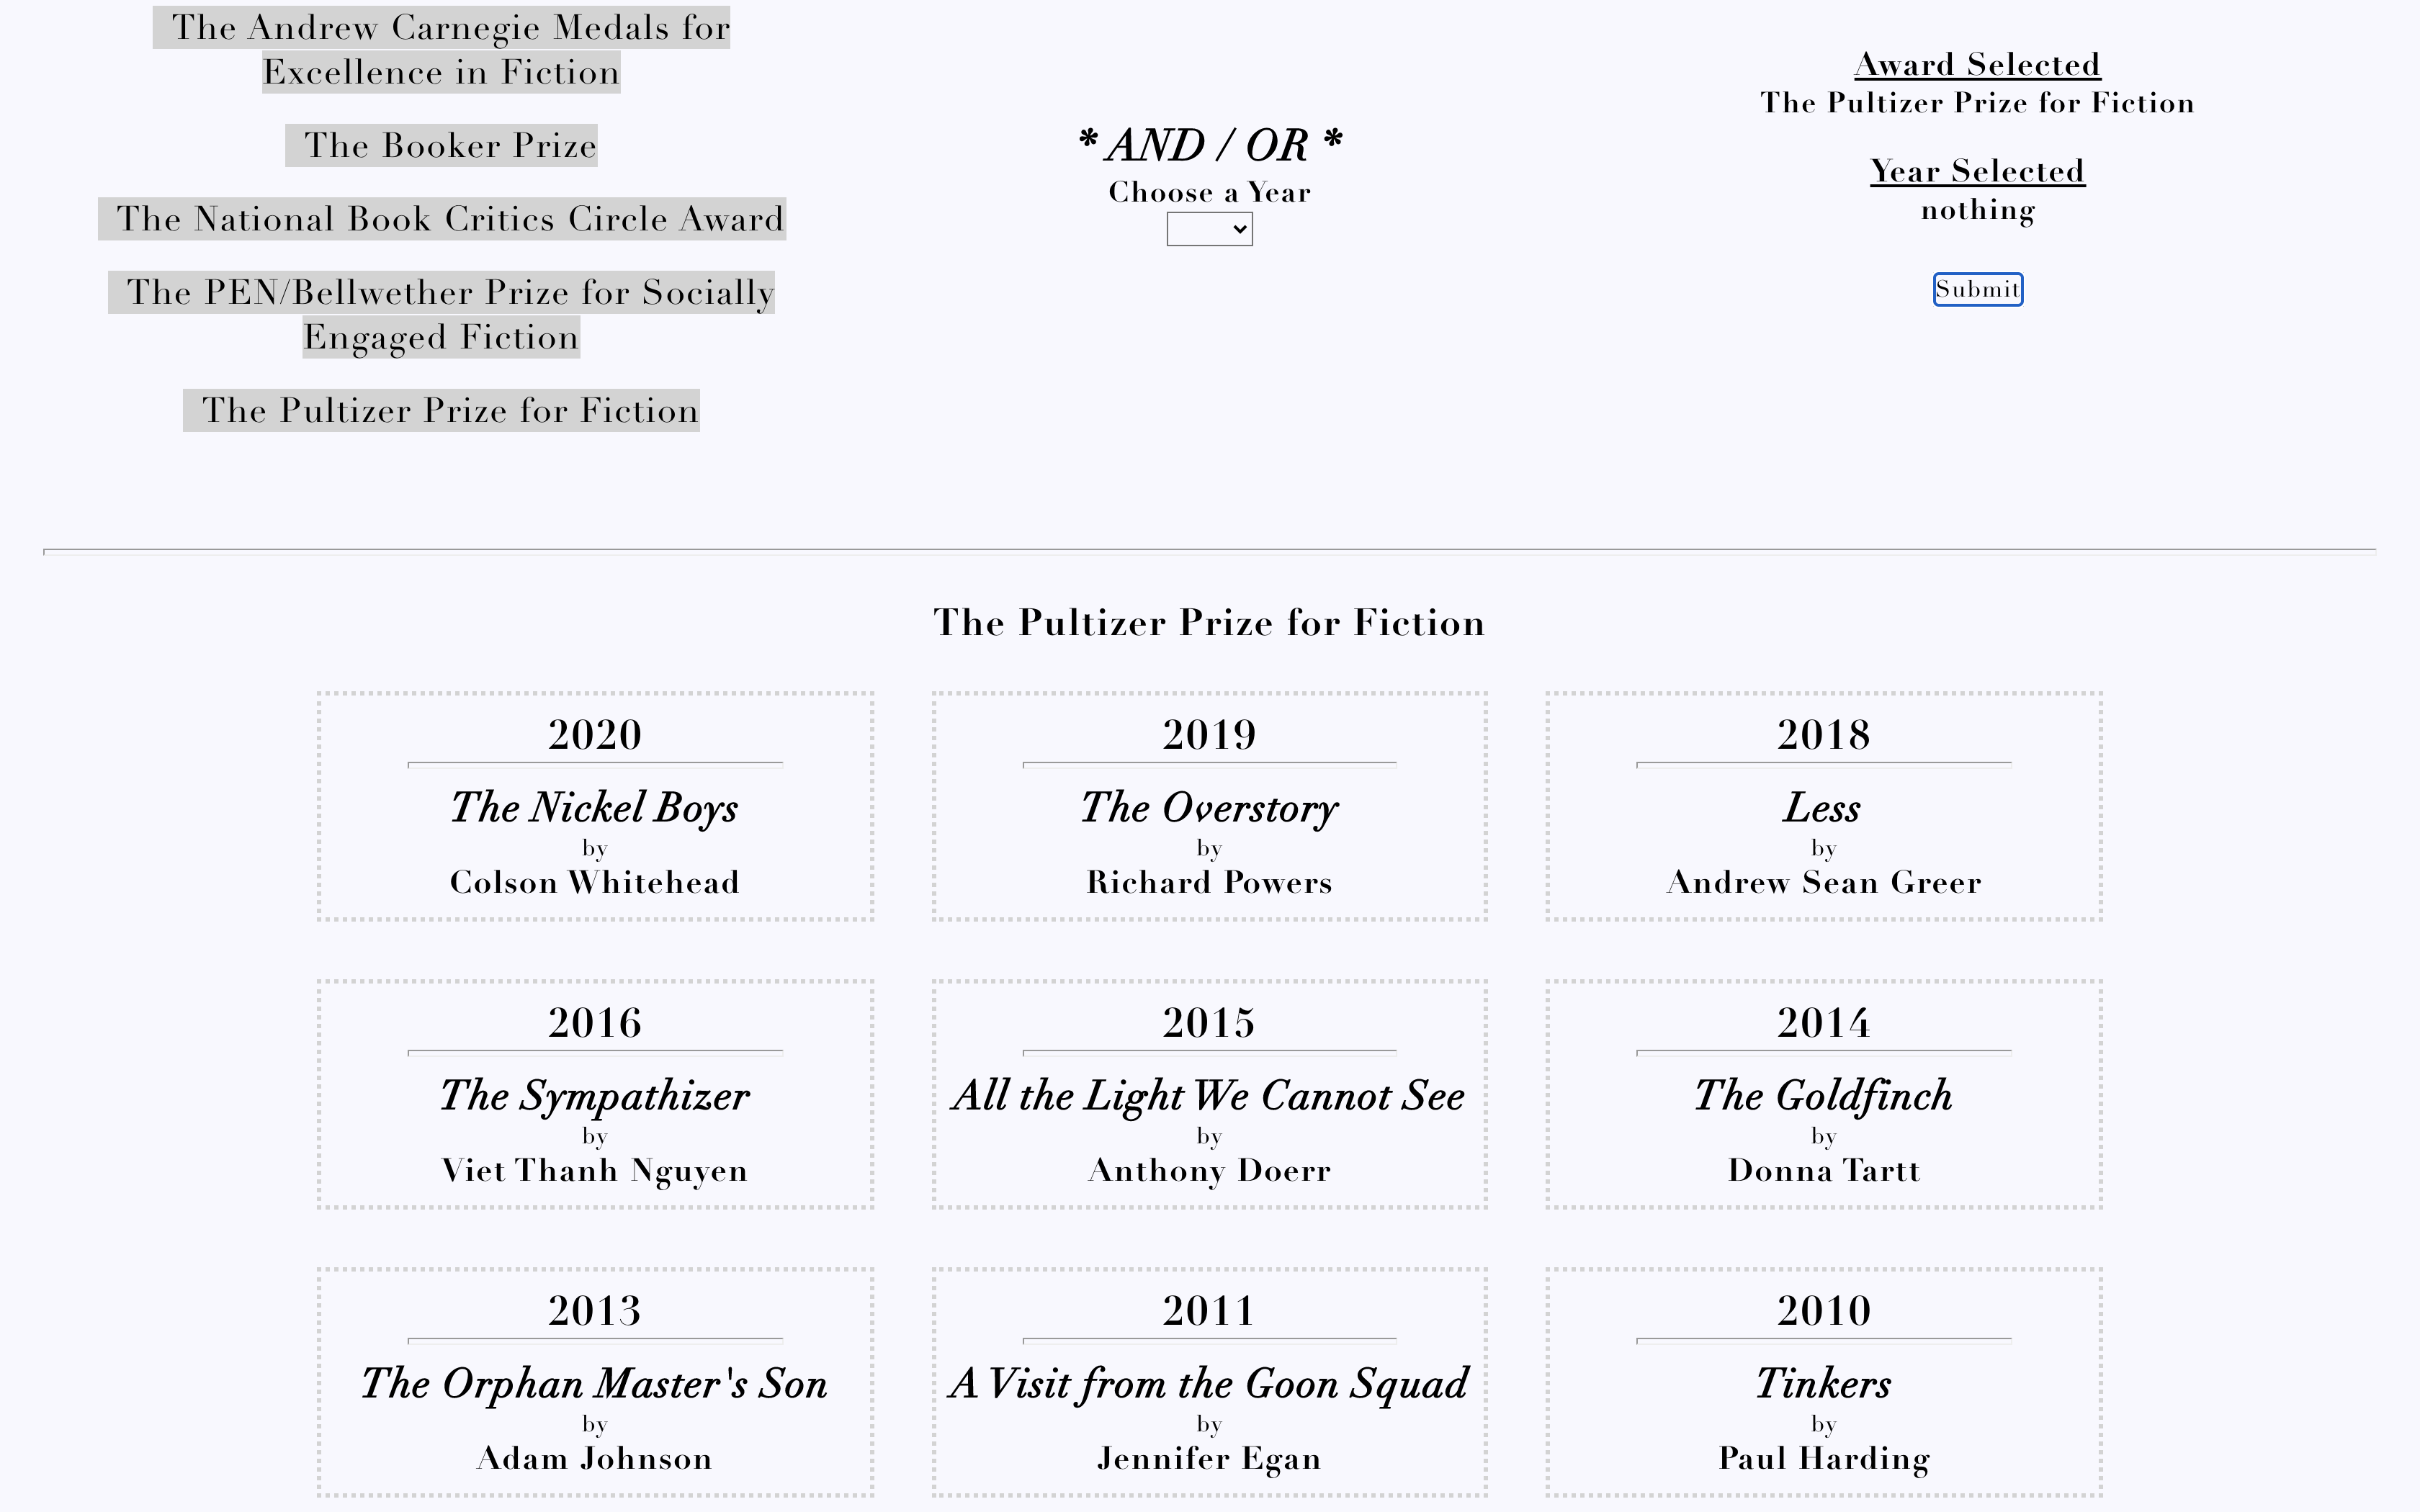 The Andrew Carnegie Medals for
Excellence in Fiction
The Booker Prize
The National Book Critics Circle Award
The PEN/Bellwether Prize for Socially
Engaged Fiction
The Pultizer Prize for Fiction
* AND / OR *
Choose a Year
Award Selected
The Pultizer Prize for Fiction
Year Selected
nothing
Submit
The Pultizer Prize for Fiction
2020
The Nickel Boys
by
Colson Whitehead
2019
The Overstory
by
Richard Powers
2018
Less
by
Andrew Sean Greer
2016
The Sympathizer
by
Viet Thanh Nguyen
2015
All the Light We Cannot See
by
Anthony Doerr
2014
The Goldfinch
by
Donna Tartt
2013
The Orphan Master's Son
by
Adam Johnson
2011
A Visit from the Goon Squad
by
Jennifer Egan
2010
Tinkers
by
Paul Harding